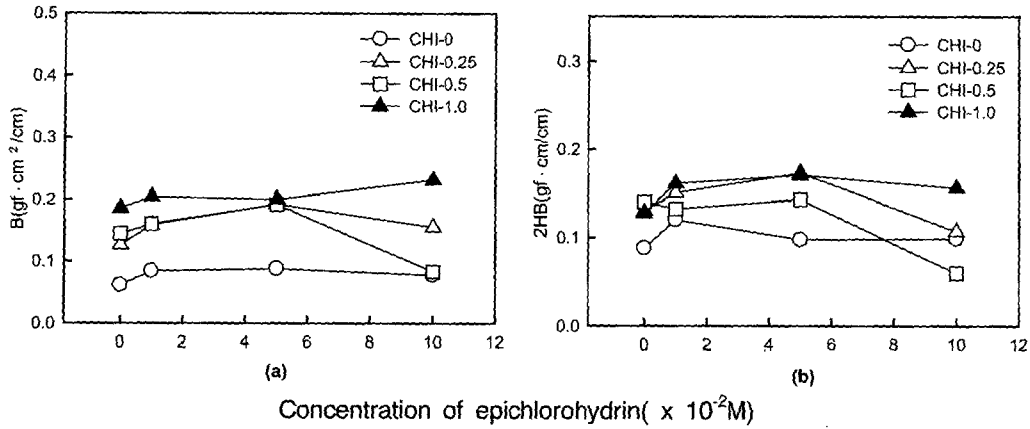 0.5
0.4
0.3
0.2
0.1
0.0
B(gf · cm ² /cm)
CHI-0
CHI-0.25
CHI-0.5
CHI-1.0
0 2 4 6 8 10 12
(a)
0.3
0.2
0.1
0.0
2HB(gf · cm/cm)
CHI-0
CHI-0.25
CHI-0.5
CHI-1.0
0 2 4 6 8 10 12
(b)
Concentration of epichlorohydrin( x 10⁻²M)